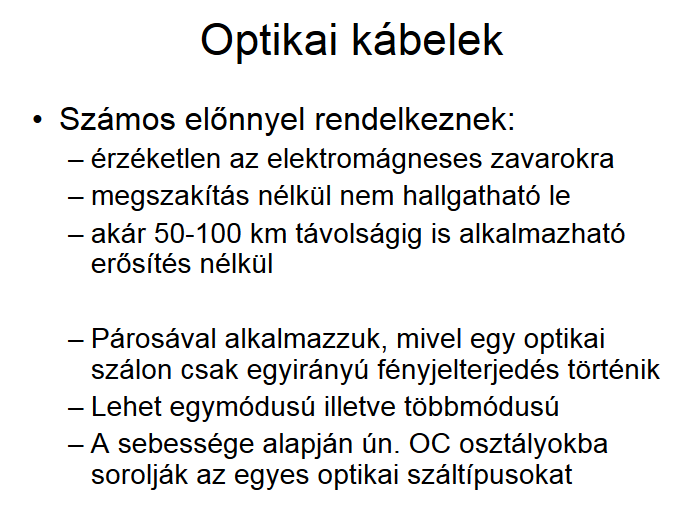 Optikai kábelek
• Számos előnnyel rendelkeznek:
– érzéketlen az elektromágneses zavarokra
– megszakítás nélkül nem hallgatható le
– akár 50-100 km távolságig is alkalmazható
erősítés nélkül
– Párosával alkalmazzuk, mivel egy optikai
szálon csak egyirányú fényjelterjedés történik
– Lehet egymódusú illetve többmódusú
– A sebessége alapján ún. OC osztályokba
sorolják az egyes optikai száltípusokat